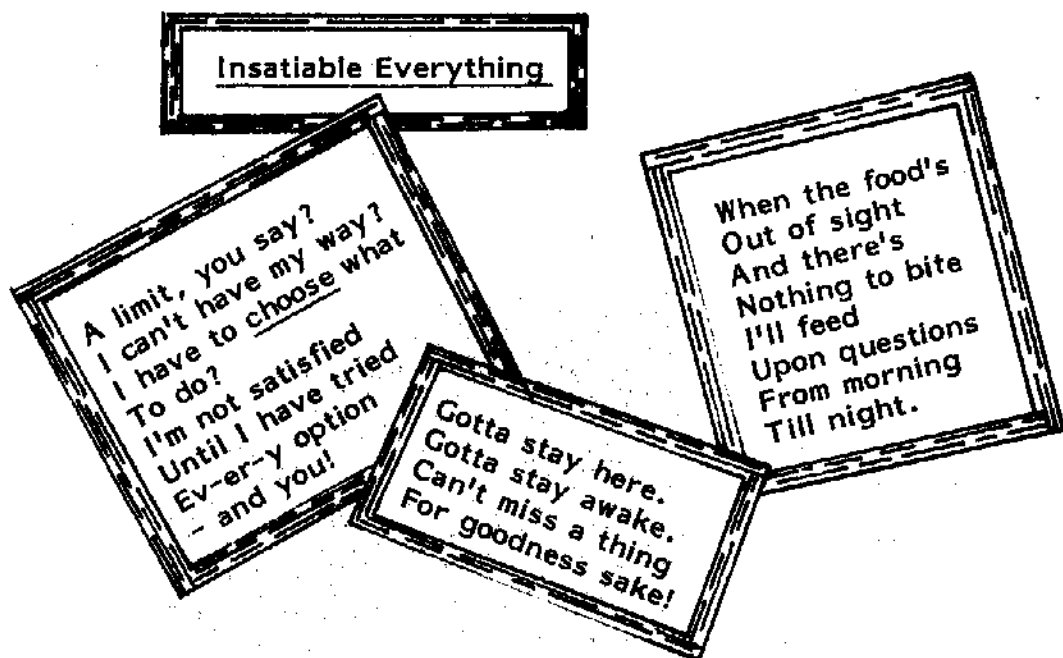 Insatiable Everything
A limit, you say?
I can't have my way?
I have to choose what
To do?
I'm not satisfied
Until I have tried
Ev-er-y option
- and you!
Gotta stay here.
Gotta stay awake.
Can't miss a thing
For goodness sake!
When the food's
Out of sight
And there's
Nothing to bite
I'll feed
Upon questions
From morning
Till night.